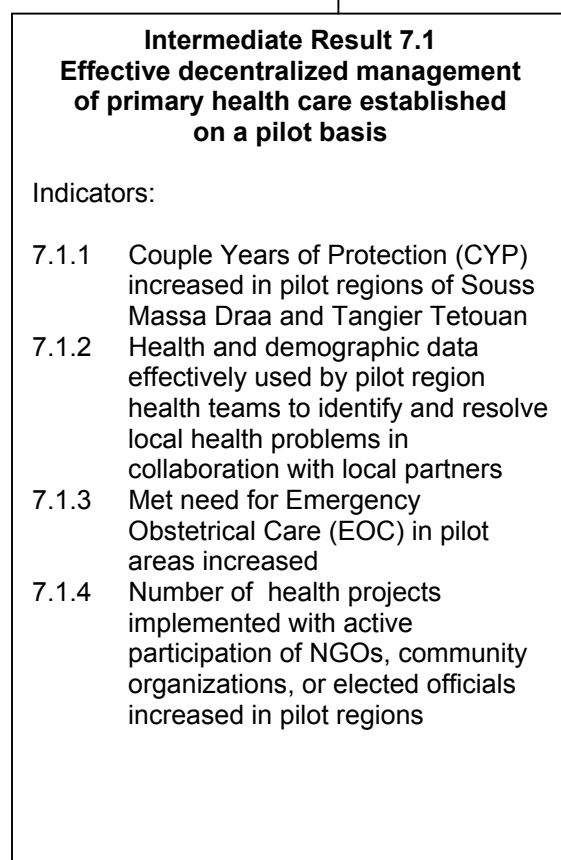 Intermediate Result 7.1
Effective decentralized management
of primary health care established
on a pilot basis
Indicators:
7.1.1 Couple Years of Protection (CYP)
increased in pilot regions of Souss
Massa Draa and Tangier Tetouan
7.1.2 Health and demographic data
effectively used by pilot region
health teams to identify and resolve
local health problems in
collaboration with local partners
7.1.3 Met need for Emergency
Obstetrical Care (EOC) in pilot
areas increased
7.1.4 Number of health projects
implemented with active
participation of NGOs, community
organizations, or elected officials
increased in pilot regions